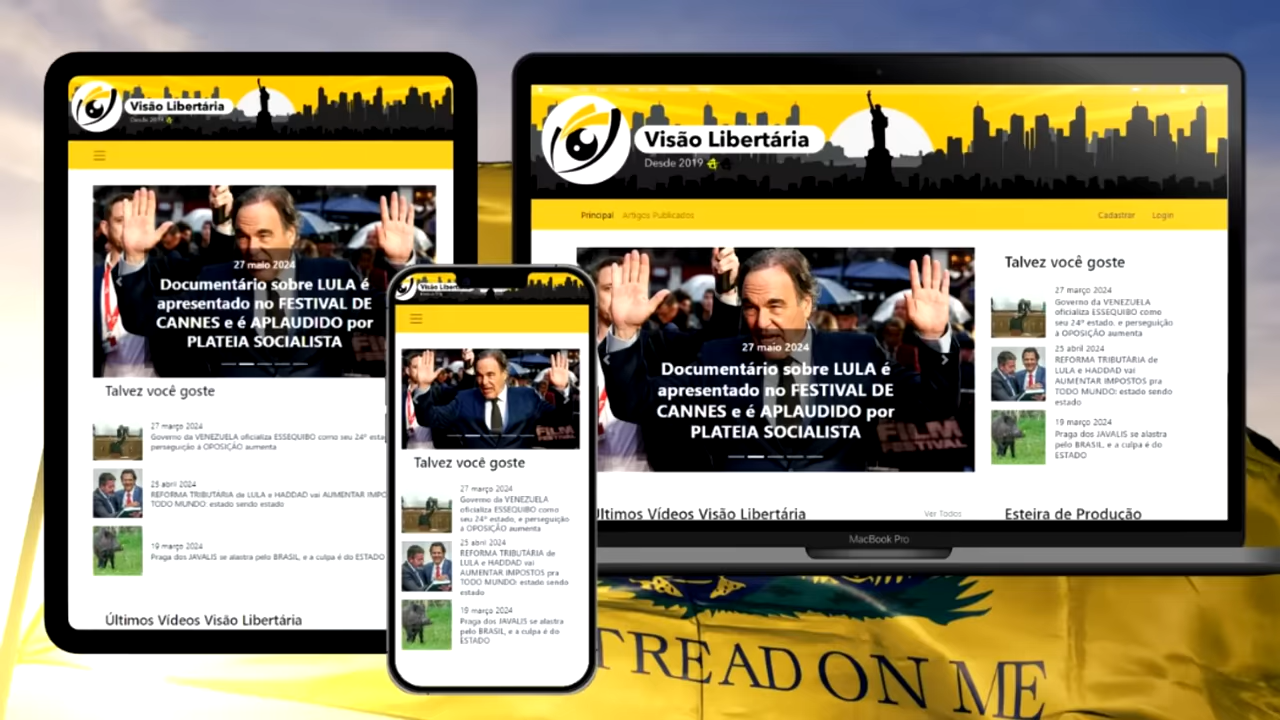 Visão Libertária
Desde 2019
27 maio 2024
Documentário sobre LULA é
apresentado no FESTIVAL DE
CANNES e é APLAUDIDO por
PLATEIA SOCIALISTA
Talvez você goste
27 março 2024
Governo da VENEZUELA oficializa ESSEQUIBO como seu 24º
perseguição a OPOSIÇÃO aumenta
25 abril 2024
REFORMA TRIBUTÁRIA de LULA e HADDAD vai AUMENTAR
TODO MUNDO: estado sendo estado
19 março 2024
Praga dos JAVALIS se alastra pelo BRASIL, e a culpa é do ESTADO
Últimos Vídeos Visão Libertária
FILM
FESTIVAL
Talvez você goste
27 março 2024
Governo da VENEZUELA
oficializa ESSEQUIBO como
seu 24º estado, e perseguição
a OPOSIÇÃO aumenta
25 abril 2024
REFORMA TRIBUTÁRIA de
LULA e HADDAD vai
AUMENTAR IMPOSTOS pra
TODO MUNDO: estado sendo
estado
19 março 2024
Praga dos JAVALIS se alastra
pelo BRASIL, e a culpa é do
ESTADO
Visão Libertária
Desde 2019
Principal Artigos Publicados Cadastrar Login
27 maio 2024
Documentário sobre LULA é
apresentado no FESTIVAL DE
CANNES e é APLAUDIDO por
PLATEIA SOCIALISTA
FILM
FESTIVAL
Talvez você goste
27 março 2024
Governo da VENEZUELA
oficializa ESSEQUIBO como
seu 24º estado, e perseguição
a OPOSIÇÃO aumenta
25 abril 2024
REFORMA TRIBUTÁRIA de
LULA e HADDAD vai
AUMENTAR IMPOSTOS pra
TODO MUNDO: estado sendo
estado
19 março 2024
Praga dos JAVALIS se alastra
pelo BRASIL, e a culpa é do
ESTADO
Últimos Vídeos Visão Libertária Ver Todos
Esteira de Produção
MacBook Pro
TREAD ON ME